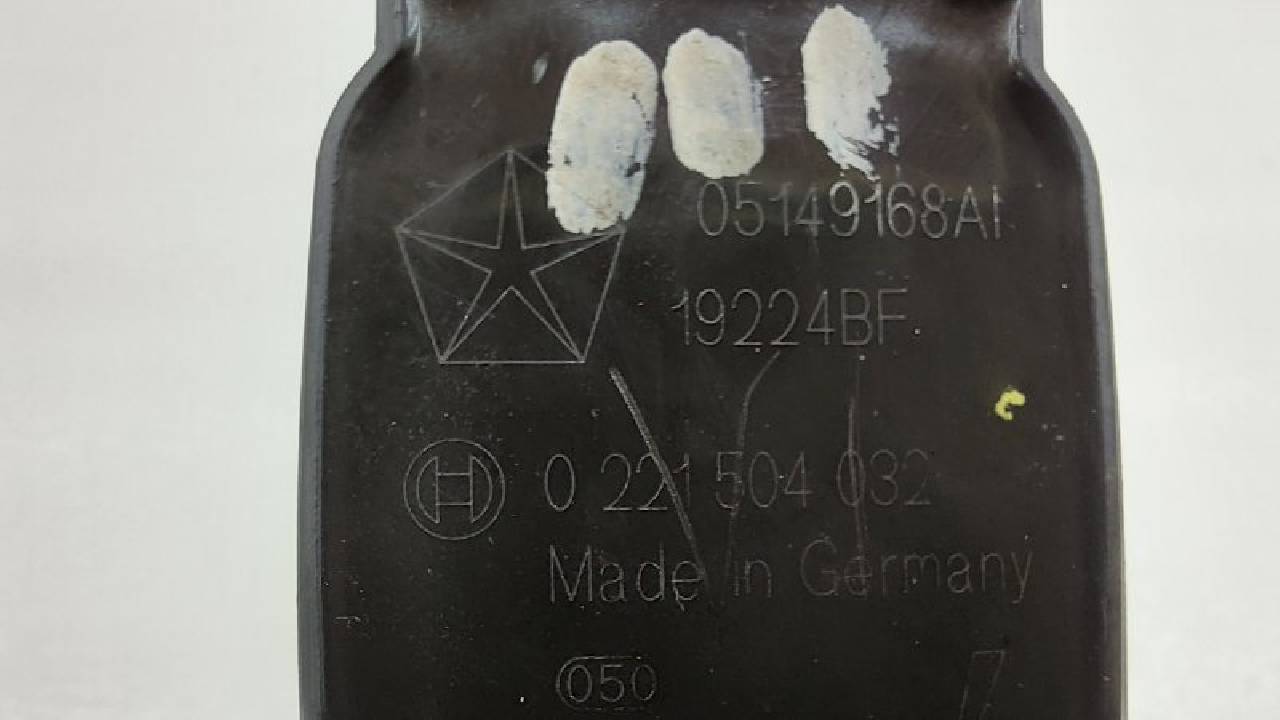 05149168AI
19224BF
0 221 504 032
Made in Germany
050